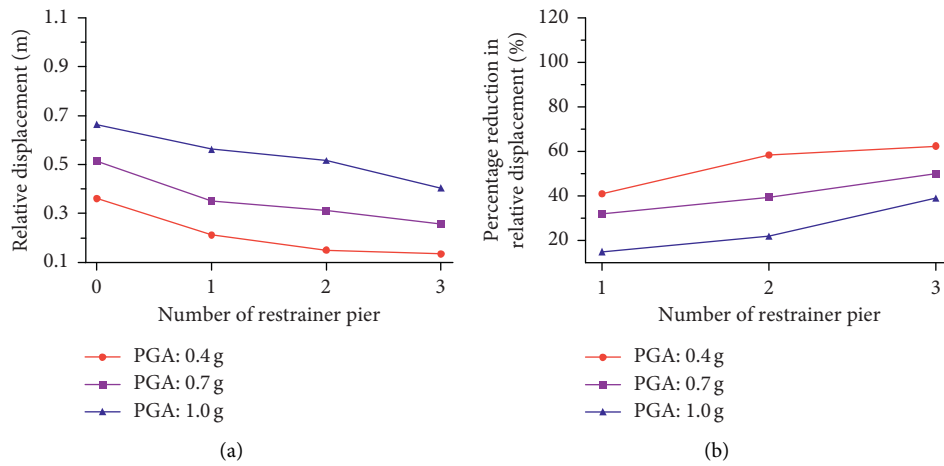 Relative displacement (m)
1.1
0.9
0.7
0.5
0.3
0.1
0
1
2
3
Number of restrainer pier
PGA: 0.4 g
PGA: 0.7 g
PGA: 1.0 g
(a)
Percentage reduction in
relative displacement (%)
120
100
80
60
40
20
1
2
3
Number of restrainer pier
PGA: 0.4 g
PGA: 0.7 g
PGA: 1.0 g
(b)